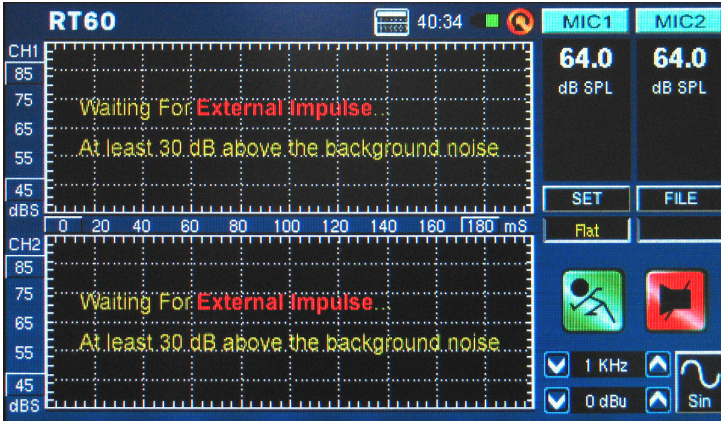 RT60 40:34 MIC1 MIC2
CH1
85
75
65
55
45
dBS
Waiting For External Impulse...
At least 30 dB above the background noise
64.0 64.0
dB SPL dB SPL
SET FILE
0 20 40 60 80 100 120 140 160 180 mS
Flat
CH2
85
75
65
55
45
dBS
Waiting For External Impulse...
At least 30 dB above the background noise
1 KHz
0 dBu
Sin